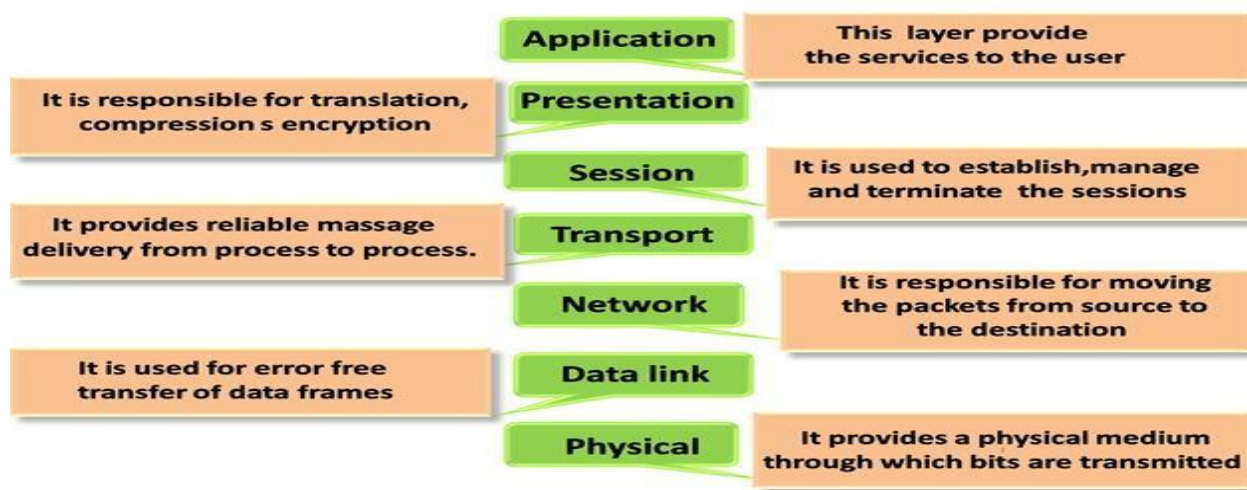 Application
This layer provide
the services to the user
It is responsible for translation,
compression s encryption
Presentation
Session
It is used to establish,manage
and terminate the sessions
It provides reliable massage
delivery from process to process.
Transport
Network
It is responsible for moving
the packets from source to
the destination
It is used for error free
transfer of data frames
Data link
Physical
It provides a physical medium
through which bits are transmitted